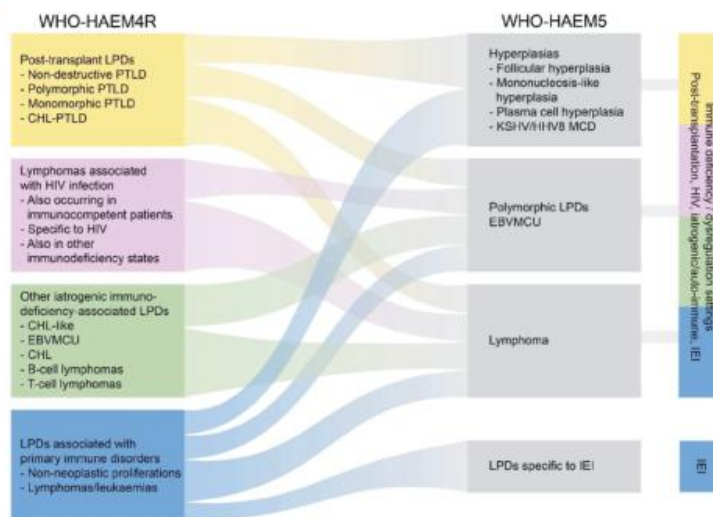 WHO-HAEM4R
WHO-HAEM5
Post-transplant LPDs
- Non-destructive PTLD
- Polymorphic PTLD
- Monomorphic PTLD
- CHL-PTLD
Lymphomas associated
with HIV infection
- Also occurring in
immunocompetent patients
- Specific to HIV
- Also in other
immunodeficiency states
Other iatrogenic immuno-
deficiency-associated LPDs
- CHL-like
- EBVMCU
- CHL
- B-cell lymphomas
- T-cell lymphomas
LPDs associated with
primary immune disorders
- Non-neoplastic proliferations
- Lymphomas/leukaemias
Hyperplasias
- Follicular hyperplasia
- Mononucleosis-like
hyperplasia
- Plasma cell hyperplasia
- KSHV/HHV8 MCD
Polymorphic LPDs
EBVMCU
Lymphoma
LPDs specific to IEI
Immune deficiency / dysregulation settings
Post-transplantation, HIV, iatrogenic/auto-immune, IEI
IEI